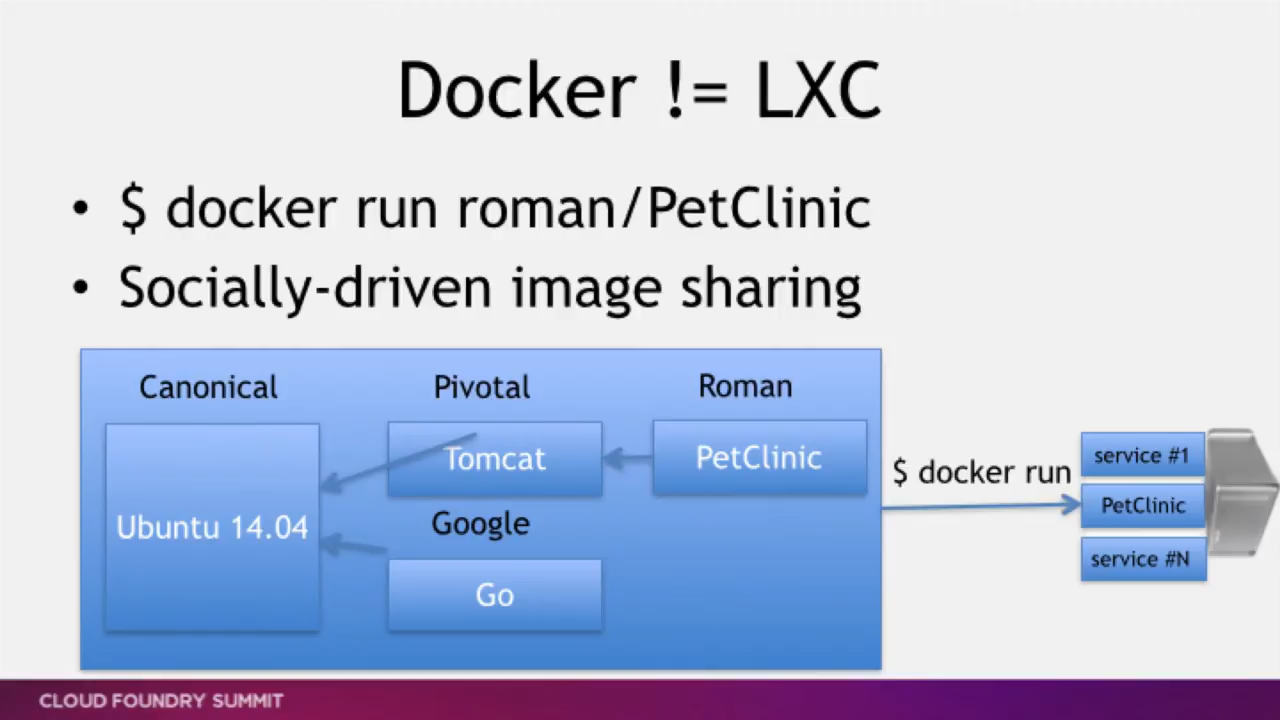 Docker != LXC
• $ docker run roman/PetClinic
• Socially-driven image sharing
Canonical
Pivotal
Roman
Ubuntu 14.04
Tomcat
PetClinic
Google
Go
$ docker run
service #1
PetClinic
service #N
CLOUD FOUNDRY SUMMIT